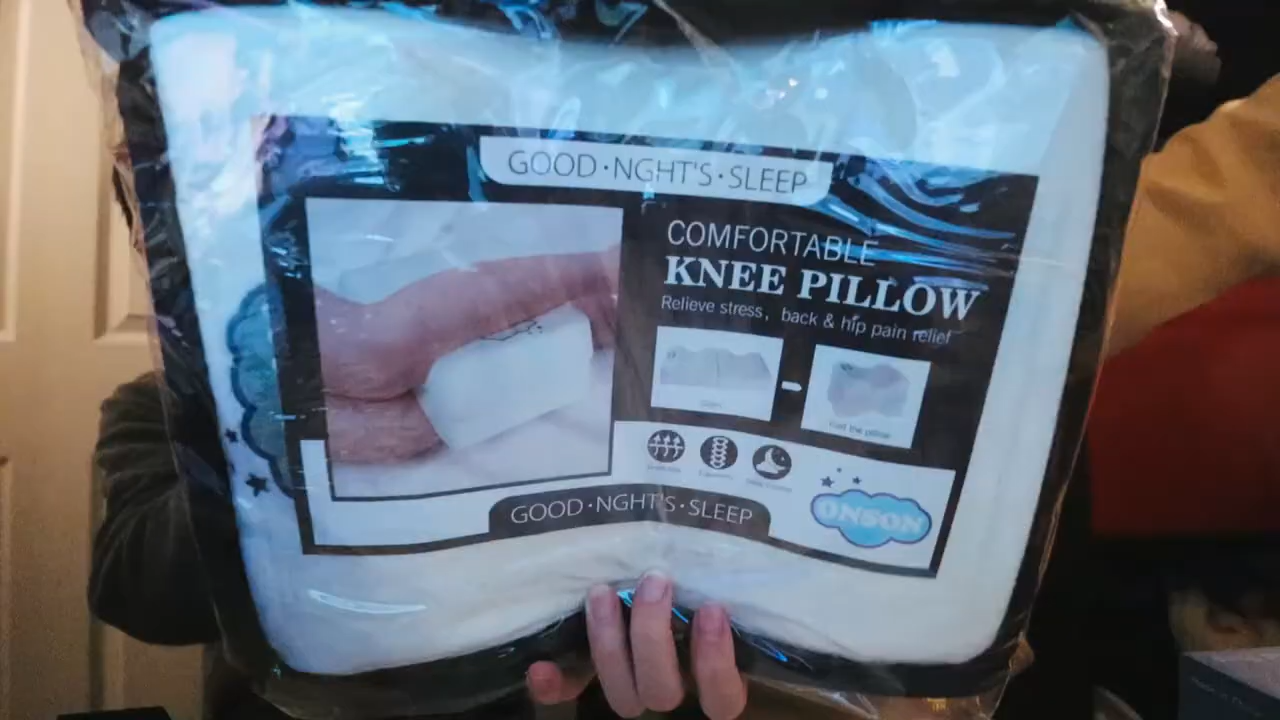 GOOD·NGHT'S·SLEEP
COMFORTABLE
KNEE PILLOW
Relieve stress, back & hip pain relief
GOOD·NGHT'S·SLEEP
ONSON